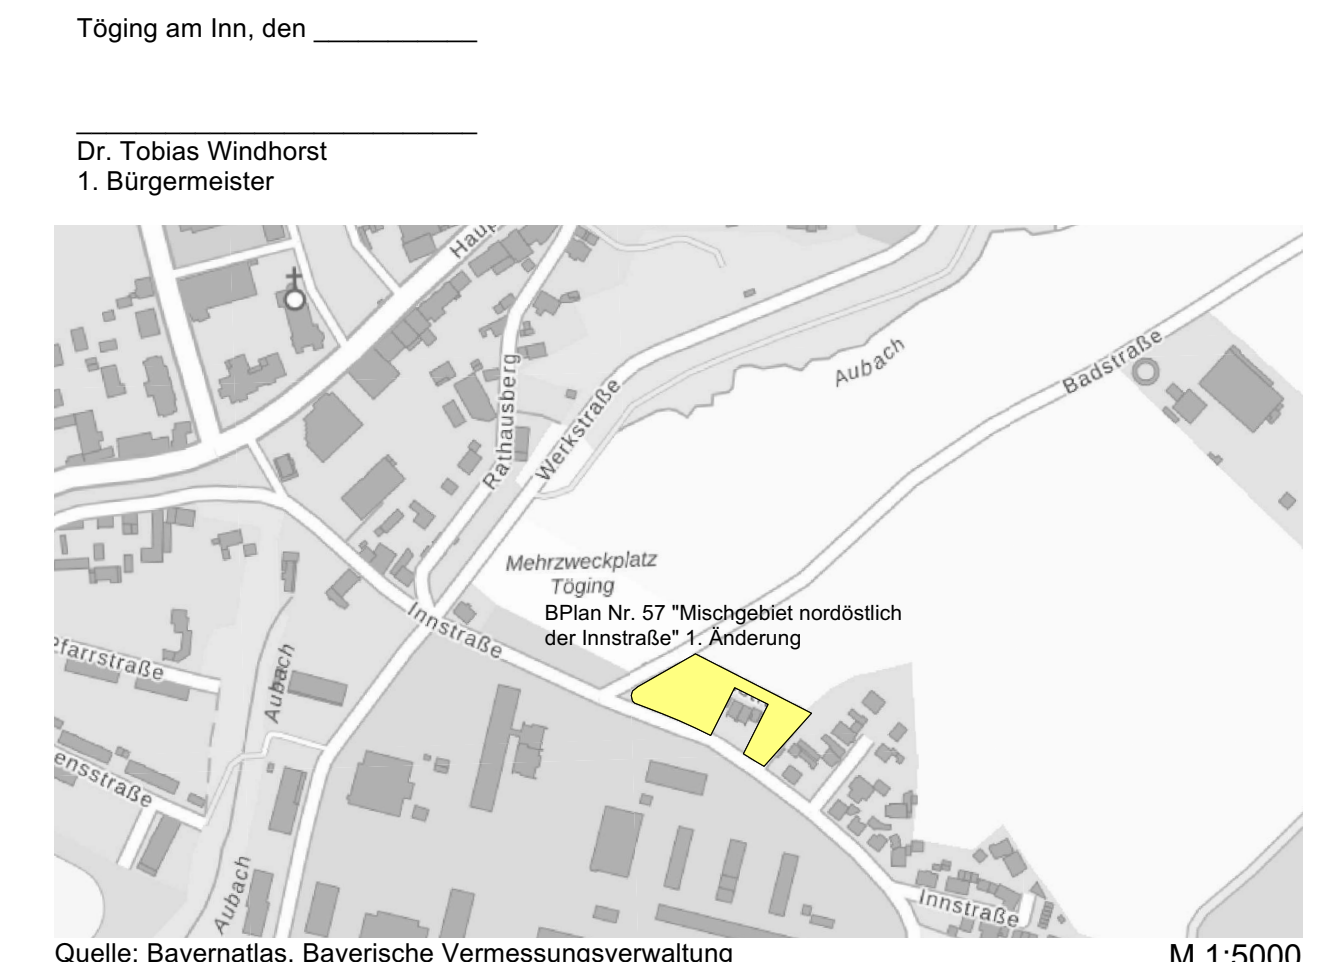 Töging am Inn, den ___________
___________________________
Dr. Tobias Windhorst
1. Bürgermeister
Rathausberg
Werkstraße
Aubach
Badstraße
Mehrzweckplatz
Töging
BPlan Nr. 57 "Mischgebiet nordöstlich
der Innstraße" 1. Änderung
Innstraße
Aubach
Aubach
Innstraße
Quelle: Bayernatlas, Bayerische Vermessungsverwaltung
M 1:5000